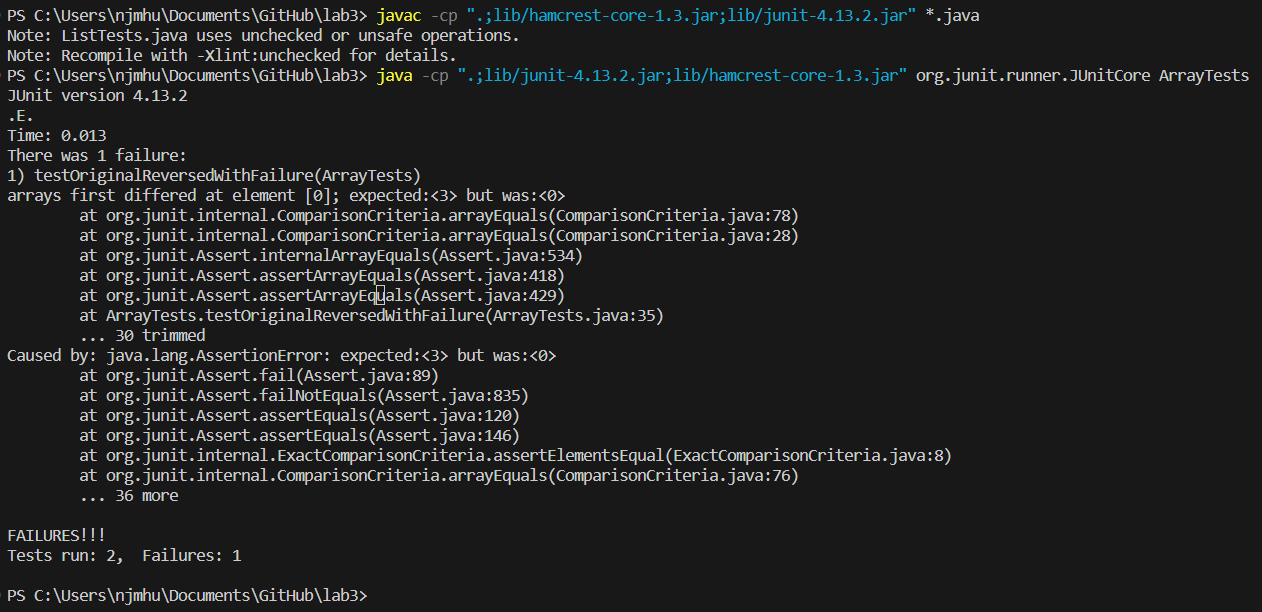 PS C:\Users\njmhu\Documents\GitHub\lab3> javac -cp ".;lib/hamcrest-core-1.3.jar;lib/junit-4.13.2.jar" *.java
Note: ListTests.java uses unchecked or unsafe operations.
Note: Recompile with -Xlint:unchecked for details.
PS C:\Users\njmhu\Documents\GitHub\lab3> java -cp ".;lib/junit-4.13.2.jar;lib/hamcrest-core-1.3.jar" org.junit.runner.JUnitCore ArrayTests
JUnit version 4.13.2
.E.
Time: 0.013
There was 1 failure:
1) testOriginalReversedWithFailure(ArrayTests)
arrays first differed at element [0]; expected:<3> but was:<0>
        at org.junit.internal.ComparisonCriteria.arrayEquals(ComparisonCriteria.java:78)
        at org.junit.internal.ComparisonCriteria.arrayEquals(ComparisonCriteria.java:28)
        at org.junit.Assert.internalArrayEquals(Assert.java:534)
        at org.junit.Assert.assertArrayEquals(Assert.java:418)
        at org.junit.Assert.assertArrayEquals(Assert.java:429)
        at ArrayTests.testOriginalReversedWithFailure(ArrayTests.java:35)
        ... 30 trimmed
Caused by: java.lang.AssertionError: expected:<3> but was:<0>
        at org.junit.Assert.fail(Assert.java:89)
        at org.junit.Assert.failNotEquals(Assert.java:835)
        at org.junit.Assert.assertEquals(Assert.java:120)
        at org.junit.Assert.assertEquals(Assert.java:146)
        at org.junit.internal.ExactComparisonCriteria.assertElementsEqual(ExactComparisonCriteria.java:8)
        at org.junit.internal.ComparisonCriteria.arrayEquals(ComparisonCriteria.java:76)
        ... 36 more

FAILURES!!!
Tests run: 2,  Failures: 1

PS C:\Users\njmhu\Documents\GitHub\lab3>